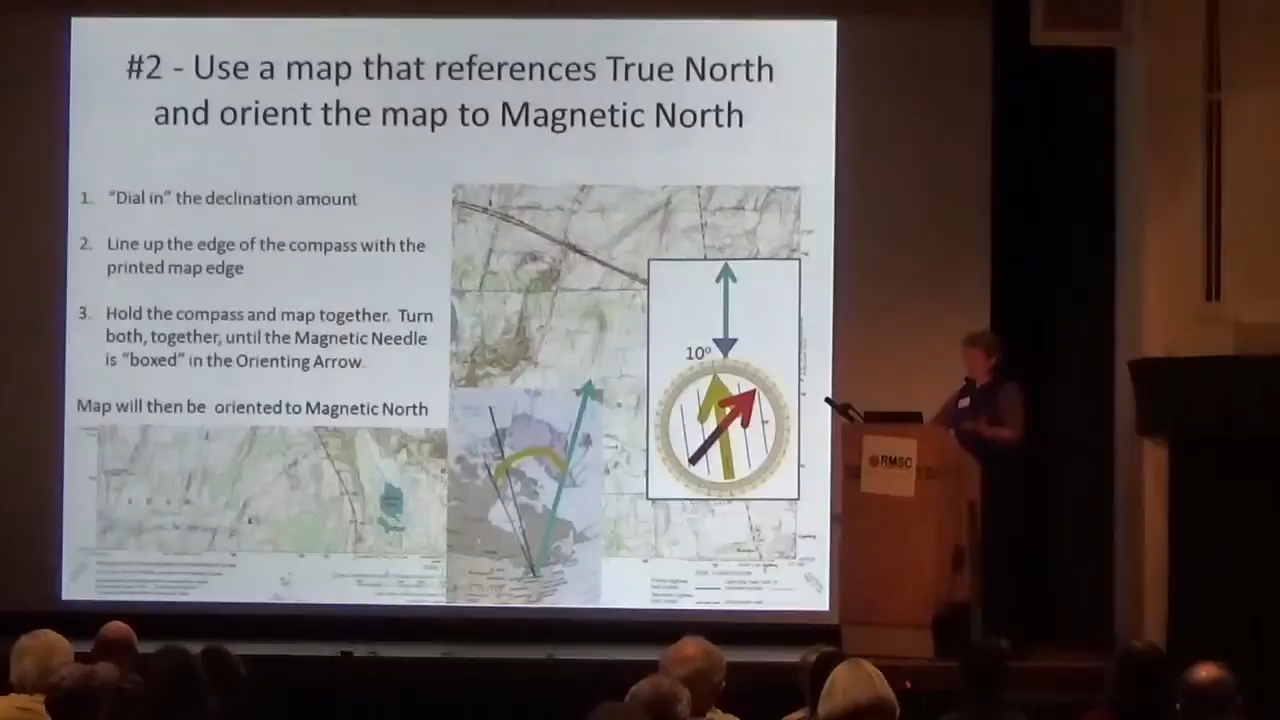 #2 - Use a map that references True North
and orient the map to Magnetic North
1. "Dial in" the declination amount
2. Line up the edge of the compass with the
printed map edge
3. Hold the compass and map together. Turn
both, together, until the Magnetic Needle
is "boxed" in the Orienting Arrow.
Map will then be oriented to Magnetic North
10°
RMSC